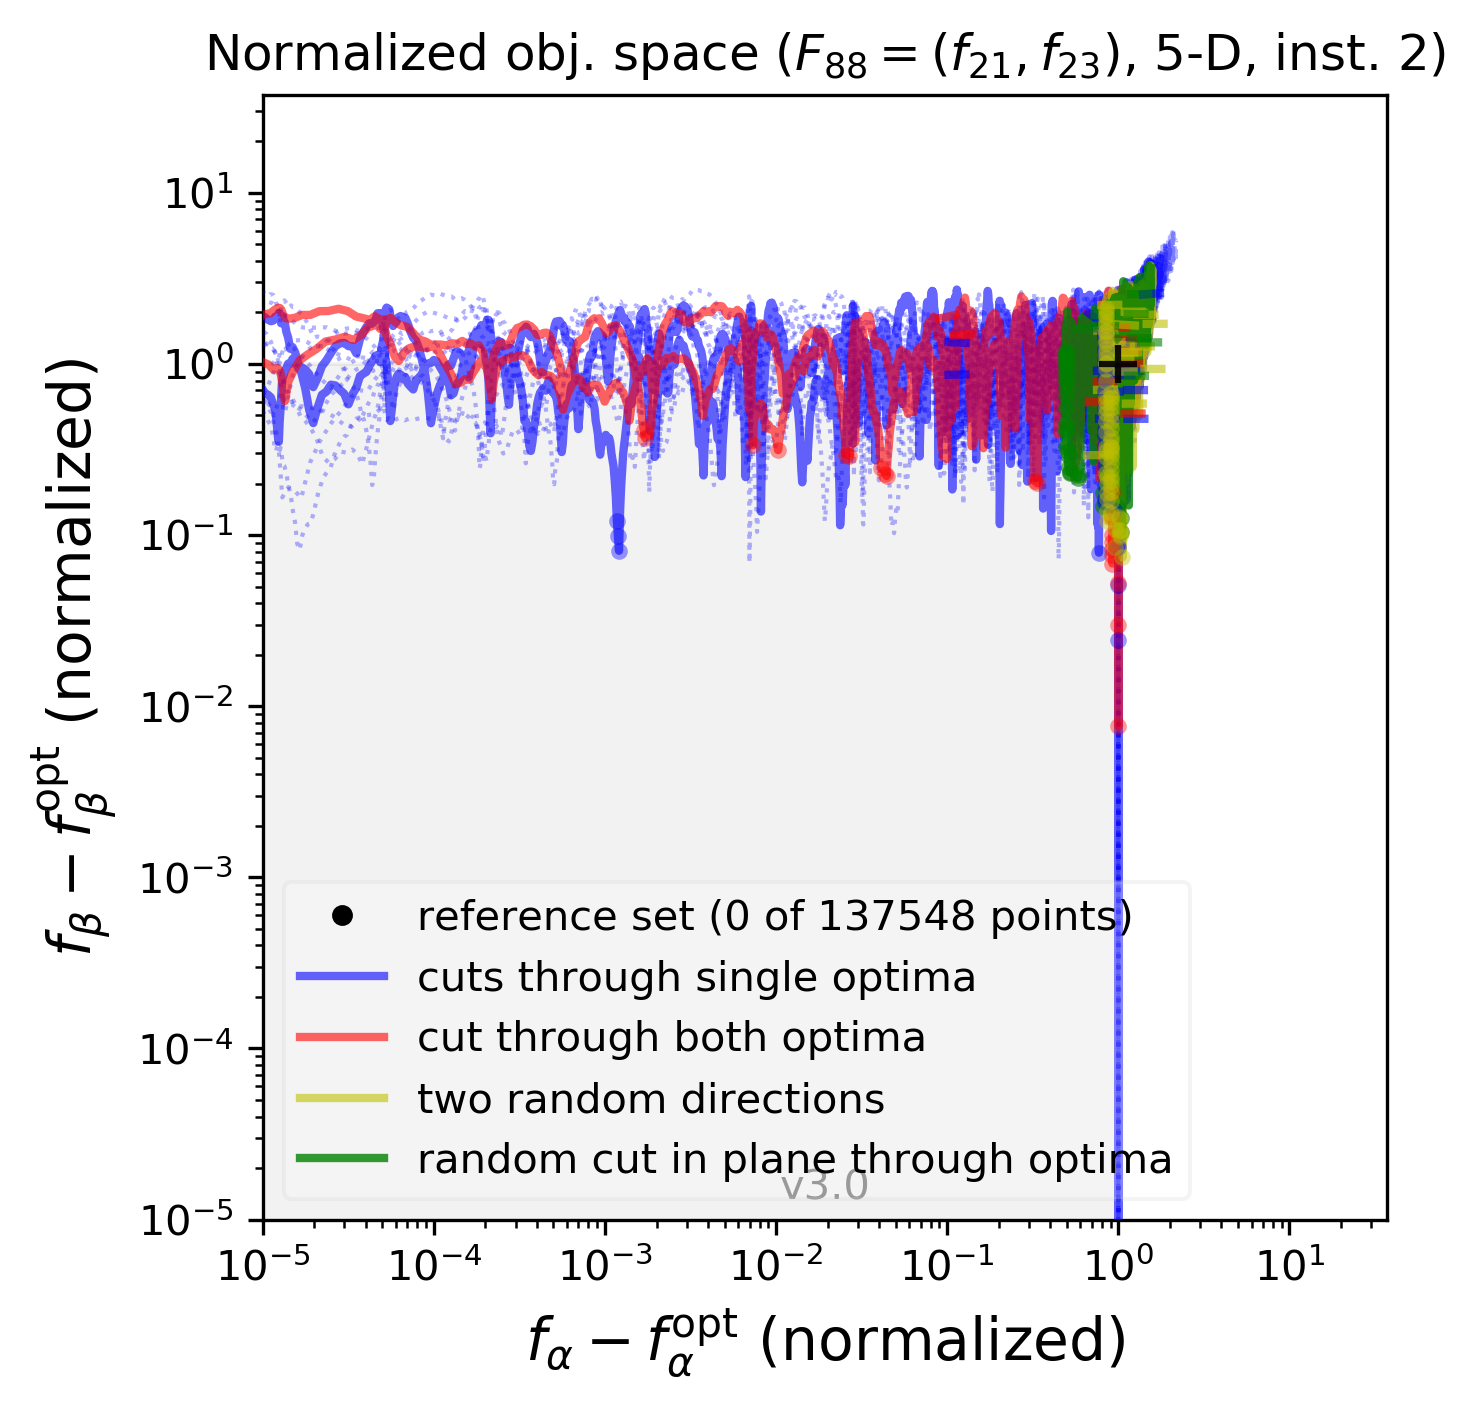 Normalized obj. space (F₈₈ = (f₂₁, f₂₃), 5-D, inst. 2)
10¹
10⁰
10⁻¹
10⁻²
10⁻³
10⁻⁴
10⁻⁵
f_β − f_β^opt (normalized)
reference set (0 of 137548 points)
cuts through single optima
cut through both optima
two random directions
random cut in plane through optima
v3.0
10⁻⁵ 10⁻⁴ 10⁻³ 10⁻² 10⁻¹ 10⁰ 10¹
f_α − f_α^opt (normalized)